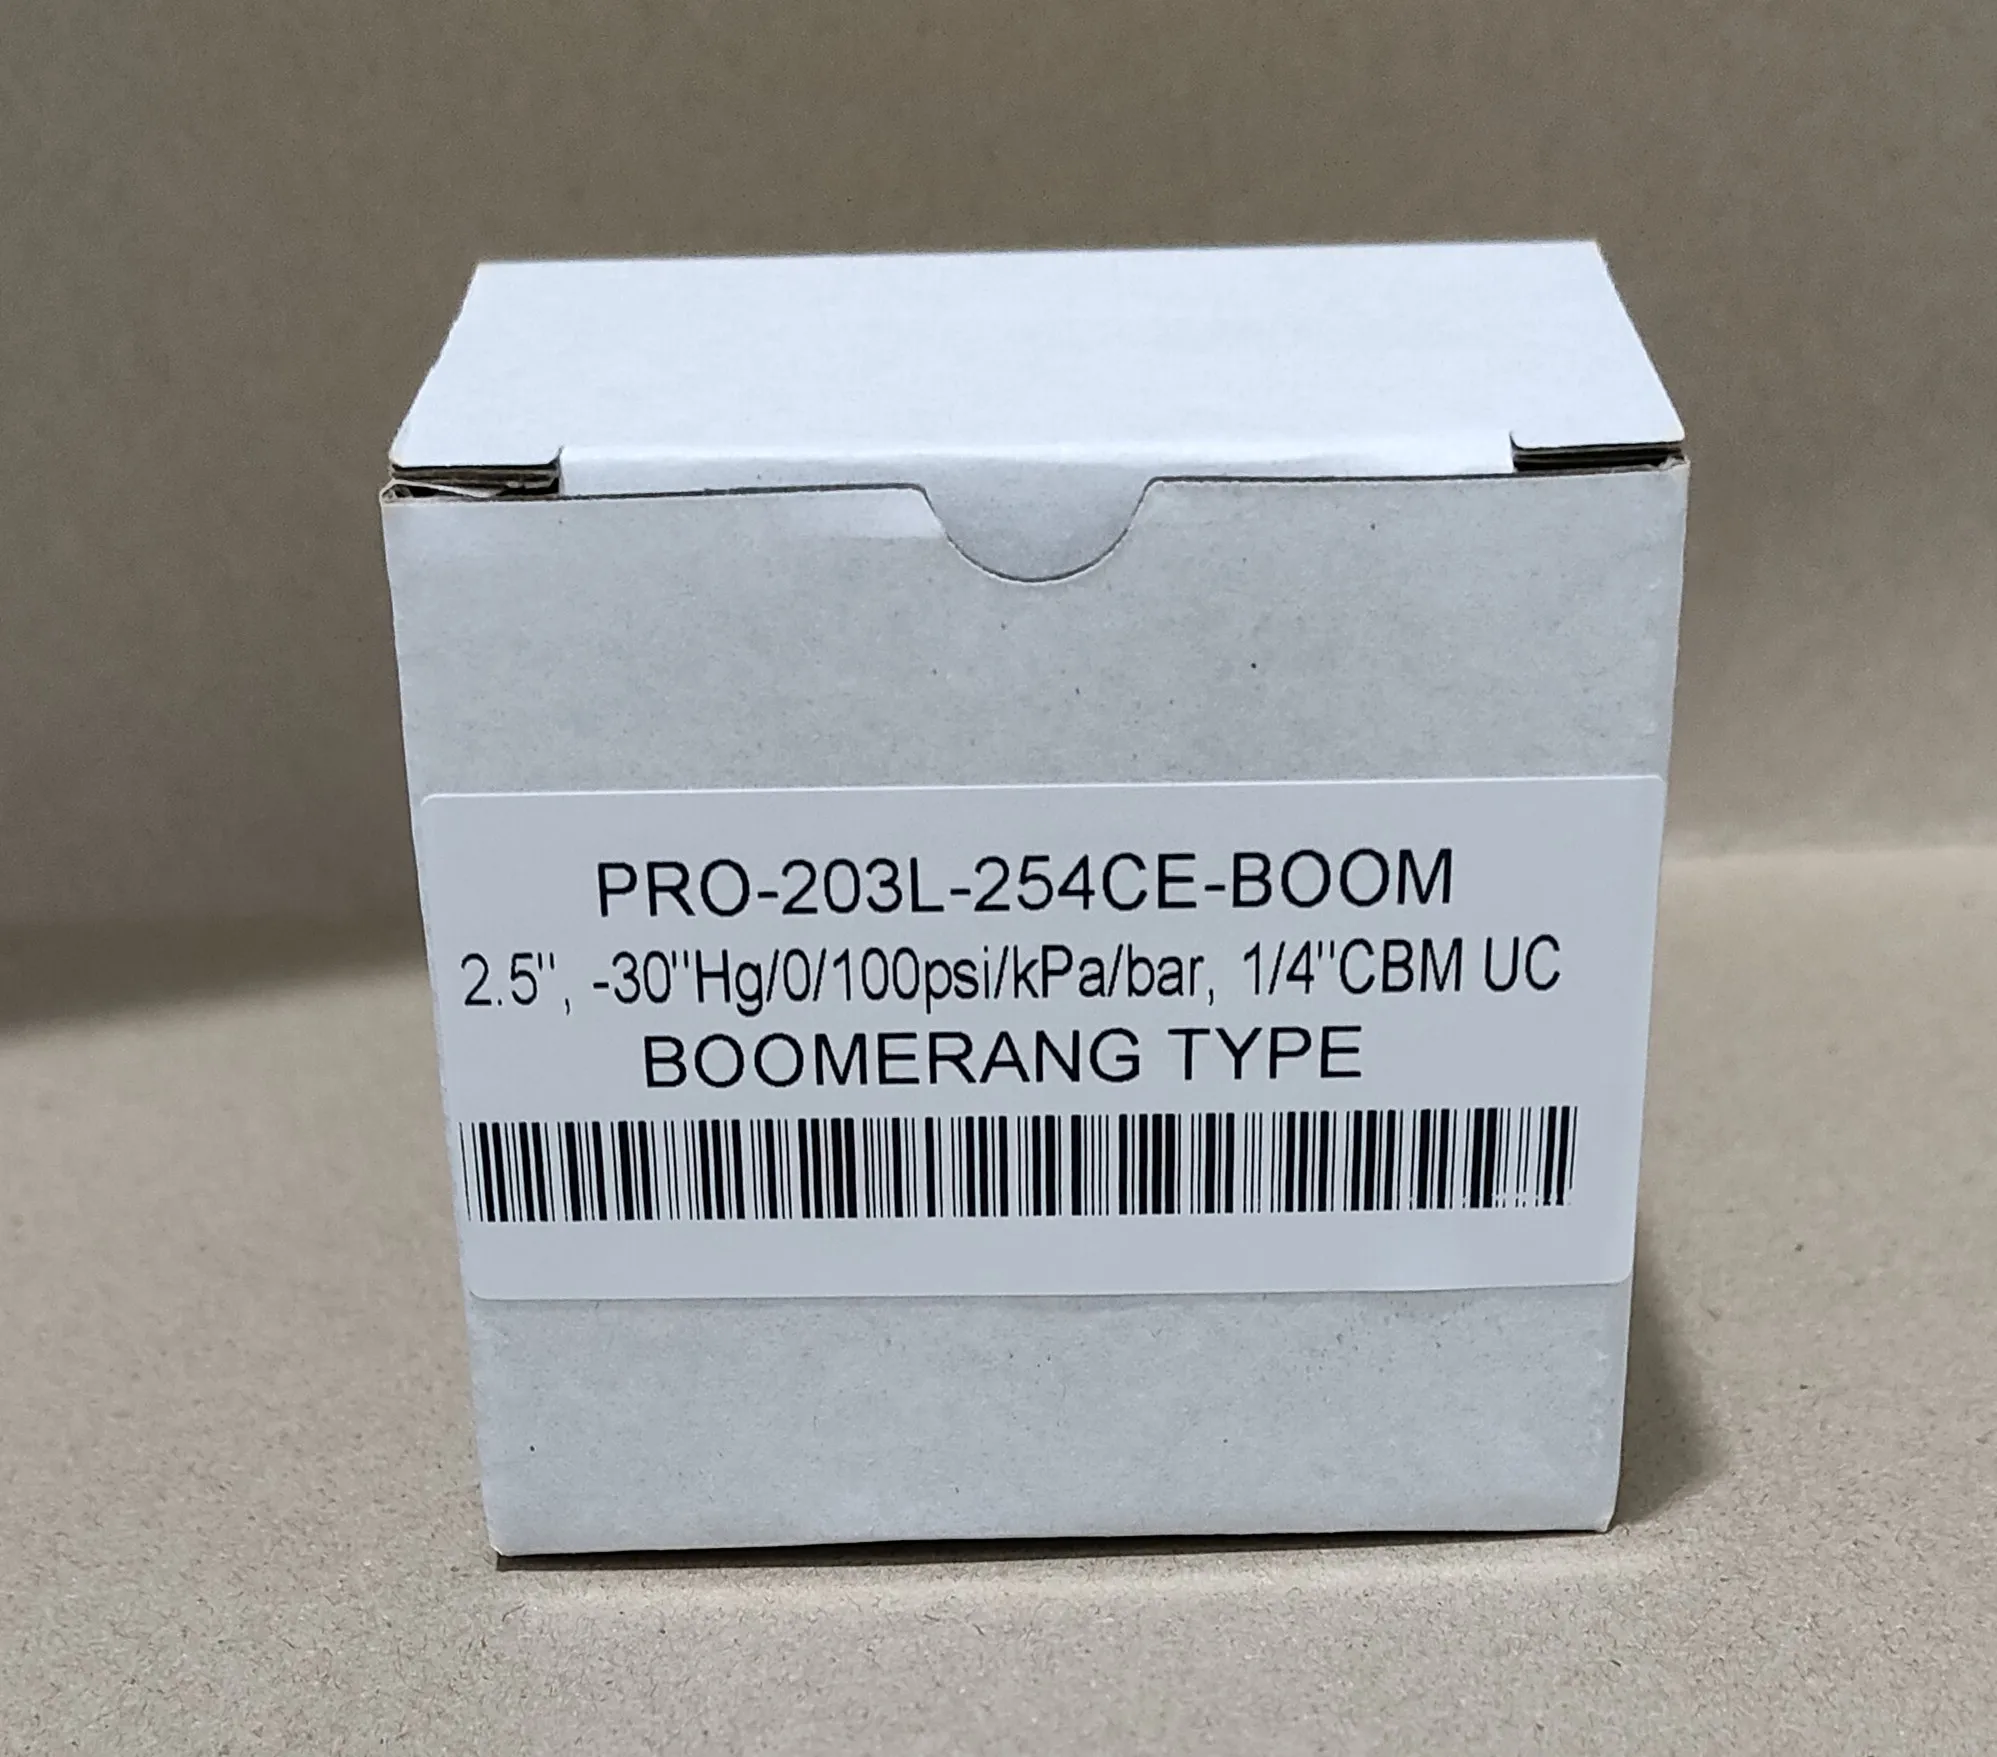 PRO-203L-254CE-BOOM
2.5", -30"Hg/0/100psi/kPa/bar, 1/4"CBM UC
BOOMERANG TYPE